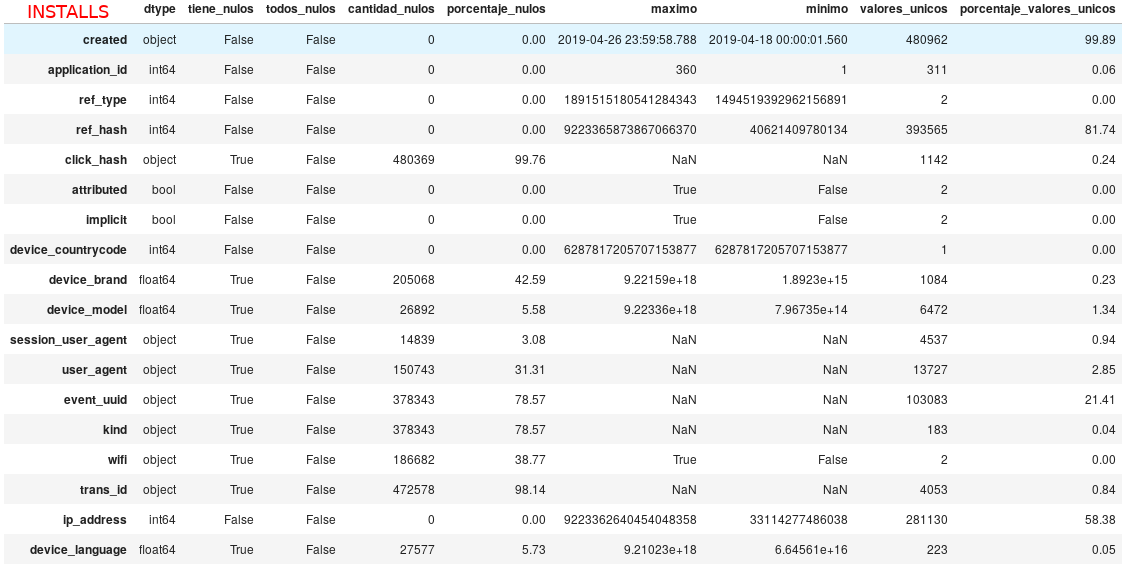 INSTALLS dtype tiene_nulos todos_nulos cantidad_nulos porcentaje_nulos maximo minimo valores_unicos porcentaje_valores_unicos
created object False False 0 0.00 2019-04-26 23:59:58.788 2019-04-18 00:00:01.560 480962 99.89
application_id int64 False False 0 0.00 360 1 311 0.06
ref_type int64 False False 0 0.00 1891515180541284343 1494519392962156891 2 0.00
ref_hash int64 False False 0 0.00 9223365873867066370 40621409780134 393565 81.74
click_hash object True False 480369 99.76 NaN NaN 1142 0.24
attributed bool False False 0 0.00 True False 2 0.00
implicit bool False False 0 0.00 True False 2 0.00
device_countrycode int64 False False 0 0.00 6287817205707153877 6287817205707153877 1 0.00
device_brand float64 True False 205068 42.59 9.22159e+18 1.8923e+15 1084 0.23
device_model float64 True False 26892 5.58 9.22336e+18 7.96735e+14 6472 1.34
session_user_agent object True False 14839 3.08 NaN NaN 4537 0.94
user_agent object True False 150743 31.31 NaN NaN 13727 2.85
event_uuid object True False 378343 78.57 NaN NaN 103083 21.41
kind object True False 378343 78.57 NaN NaN 183 0.04
wifi object True False 186682 38.77 True False 2 0.00
trans_id object True False 472578 98.14 NaN NaN 4053 0.84
ip_address int64 False False 0 0.00 9223362640454048358 33114277486038 281130 58.38
device_language float64 True False 27577 5.73 9.21023e+18 6.64561e+16 223 0.05